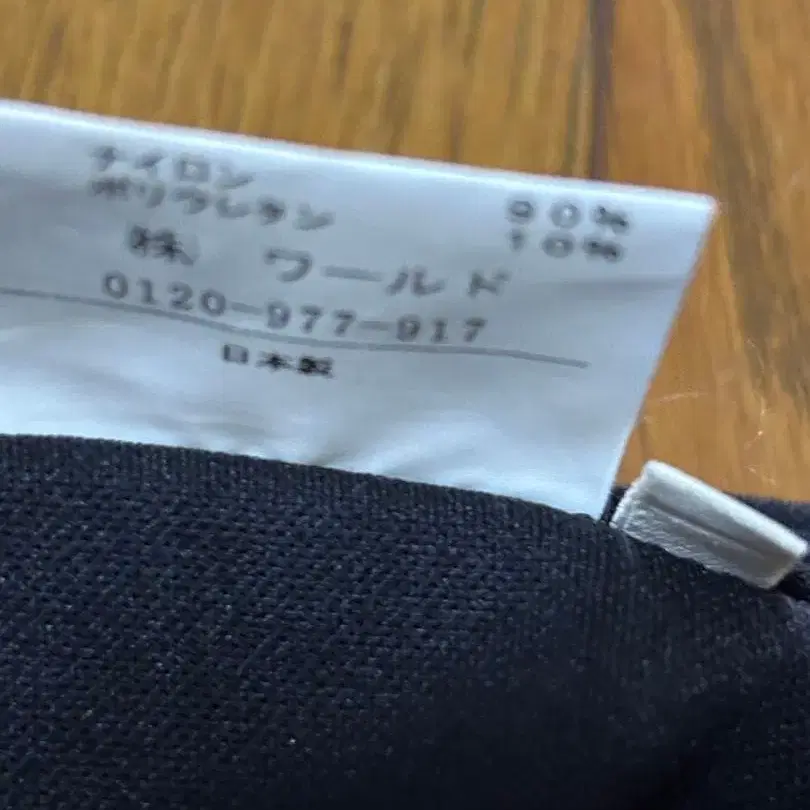 ナイロン 90%
ポリウレタン 10%
株 ワールド
0120-977-917
日本製